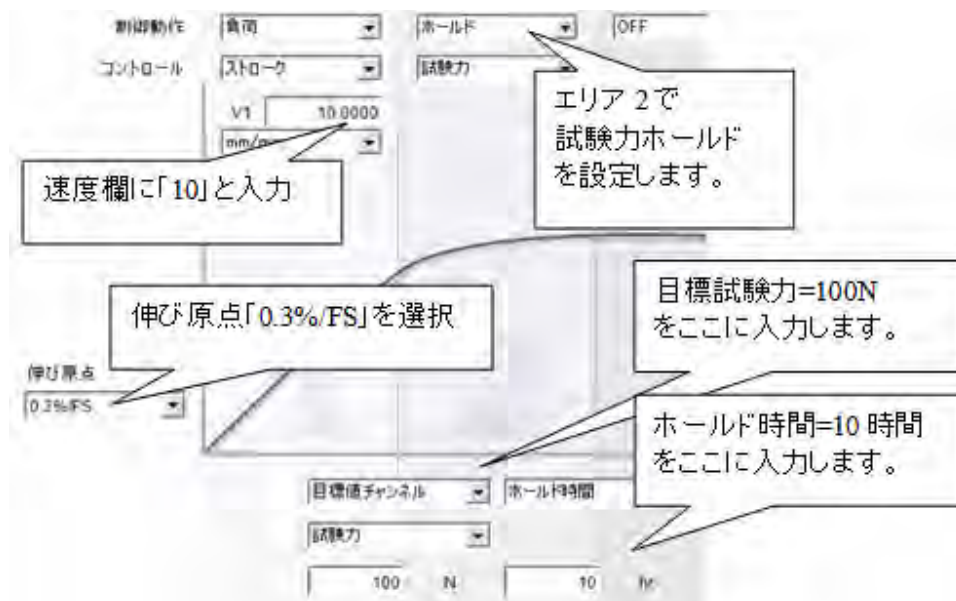 制御動作 負荷 ホールド OFF
コントロール ストローク 試験力
V1 10.0000
エリア 2で
試験力ホールド
を設定します。
速度欄に「10」と入力
伸び原点「0.3%/FS」を選択
目標試験力=100N
をここに入力します。
伸び原点
0.3%/FS
ホールド時間=10 時間
をここに入力します。
目標値チャンネル ホールド時間
試験力
100 N 10 hr